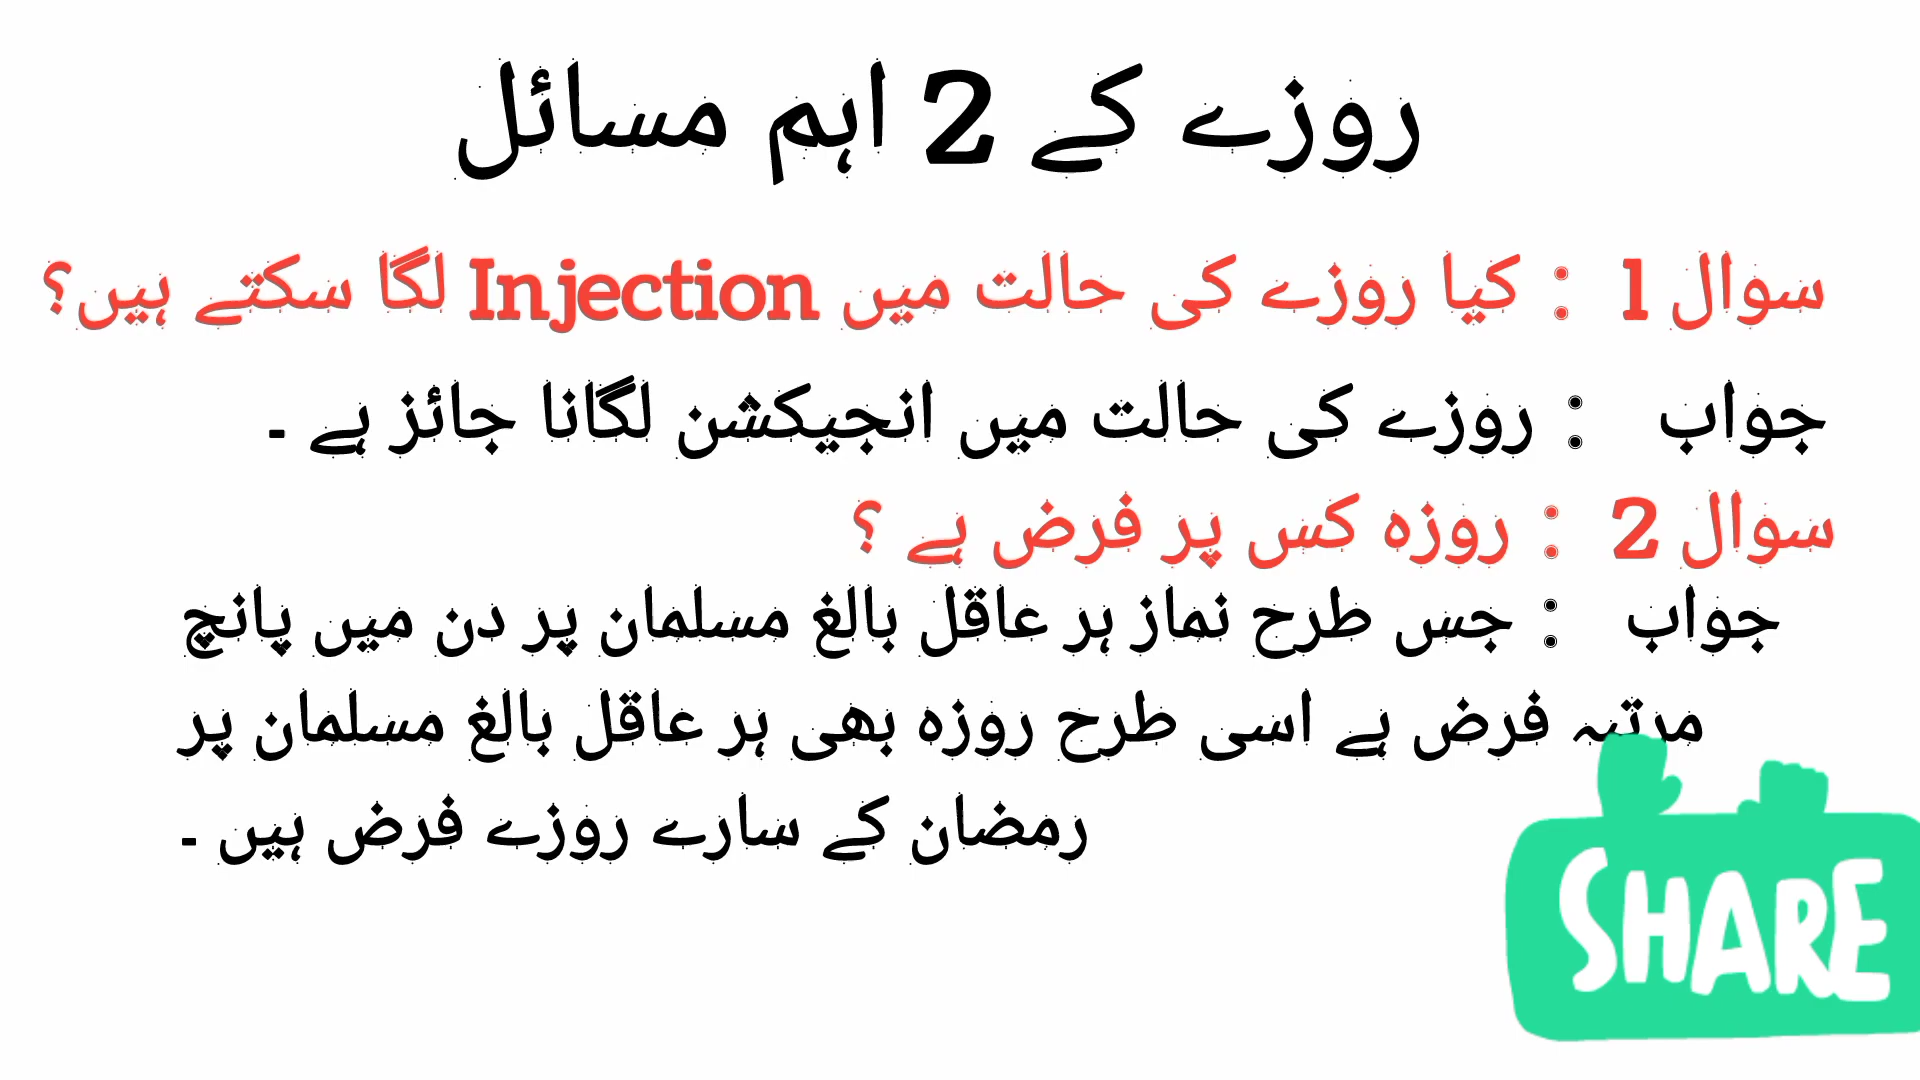 روزے کے 2 اہم مسائل
سوال 1 : کیا روزے کی حالت میں Injection لگا سکتے ہیں؟
جواب : روزے کی حالت میں انجیکشن لگانا جائز ہے ۔
سوال 2 : روزہ کس پر فرض ہے ؟
جواب : جس طرح نماز ہر عاقل بالغ مسلمان پر دن میں پانچ
مرتبہ فرض ہے اسی طرح روزہ بھی ہر عاقل بالغ مسلمان پر
رمضان کے سارے روزے فرض ہیں ۔
SHARE